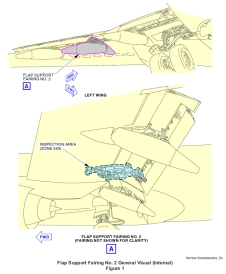 FLAP SUPPORT
FAIRING NO. 2
A
LEFT WING
INSPECTION AREA
(ZONE 540)
FWD
FLAP SUPPORT FAIRING NO. 2
(FAIRING NOT SHOWN FOR CLARITY)
A
Flap Support Fairing No. 2 General Visual (Internal)
Figure 1